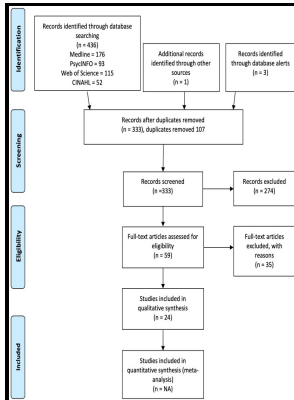 Identification
Records identified through database
searching
(n = 436)
Medline = 176
PsycINFO = 93
Web of Science = 115
CINAHL = 52
Additional records
identified through other
sources
(n = 1)
Records identified
through database alerts
(n = 3)
Screening
Records after duplicates removed
(n = 333), duplicates removed 107
Records screened
(n =333)
Records excluded
(n = 274)
Eligibility
Full-text articles assessed for
eligibility
(n = 59)
Full-text articles
excluded, with
reasons
(n = 35)
Studies included in
qualitative synthesis
(n = 24)
Included
Studies included in
quantitative synthesis (meta-
analysis)
(n = NA)